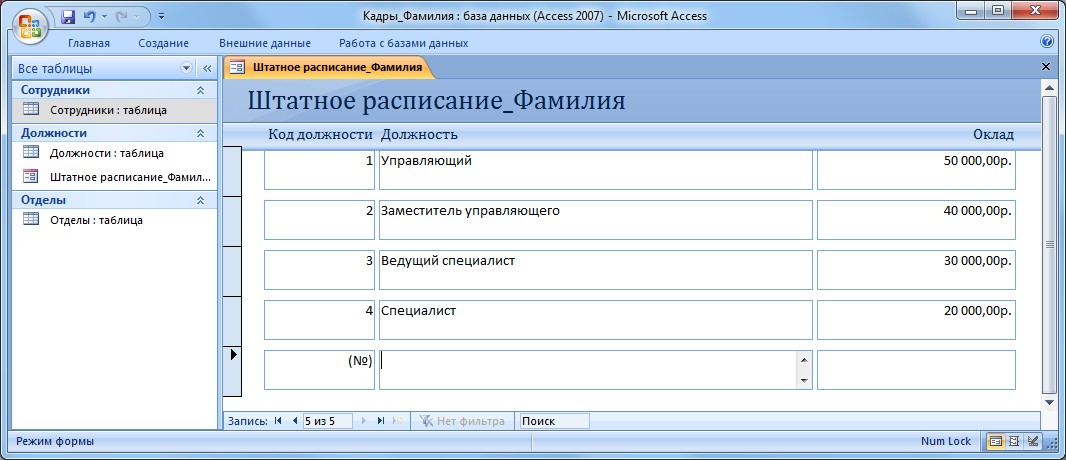 Кадры_Фамилия : база данных (Access 2007) - Microsoft Access
Главная Создание Внешние данные Работа с базами данных
Все таблицы
Сотрудники
Сотрудники : таблица
Должности
Должности : таблица
Штатное расписание_Фамил...
Отделы
Отделы : таблица
Штатное расписание_Фамилия
Штатное расписание_Фамилия
Код должности Должность Оклад
1 Управляющий 50 000,00р.
2 Заместитель управляющего 40 000,00р.
3 Ведущий специалист 30 000,00р.
4 Специалист 20 000,00р.
(№)
Запись: 5 из 5 Нет фильтра Поиск
Режим формы Num Lock